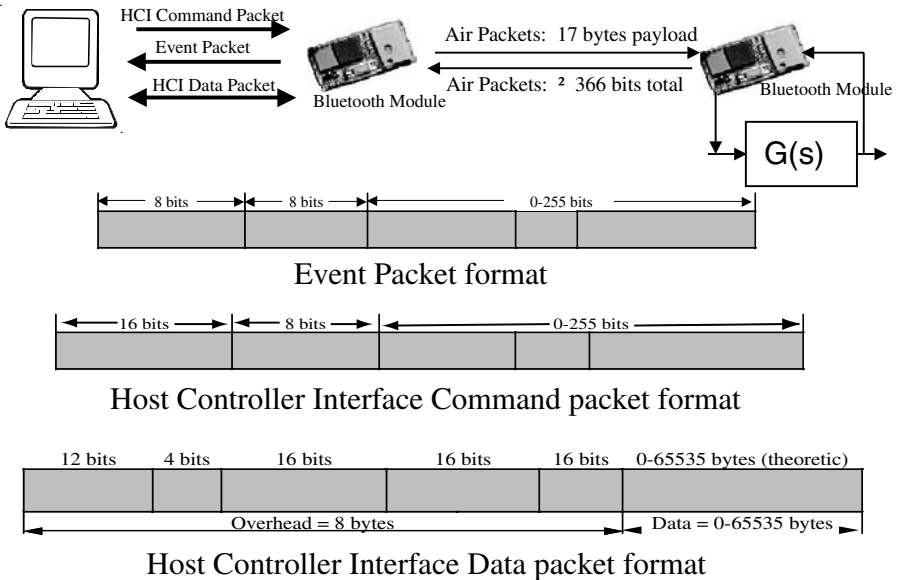 HCI Command Packet
Event Packet
HCI Data Packet
Bluetooth Module
Air Packets: 17 bytes payload
Air Packets: ² 366 bits total
Bluetooth Module
G(s)
8 bits 8 bits 0-255 bits
Event Packet format
16 bits 8 bits 0-255 bits
Host Controller Interface Command packet format
12 bits 4 bits 16 bits 16 bits 16 bits 0-65535 bytes (theoretic)
Overhead = 8 bytes Data = 0-65535 bytes
Host Controller Interface Data packet format